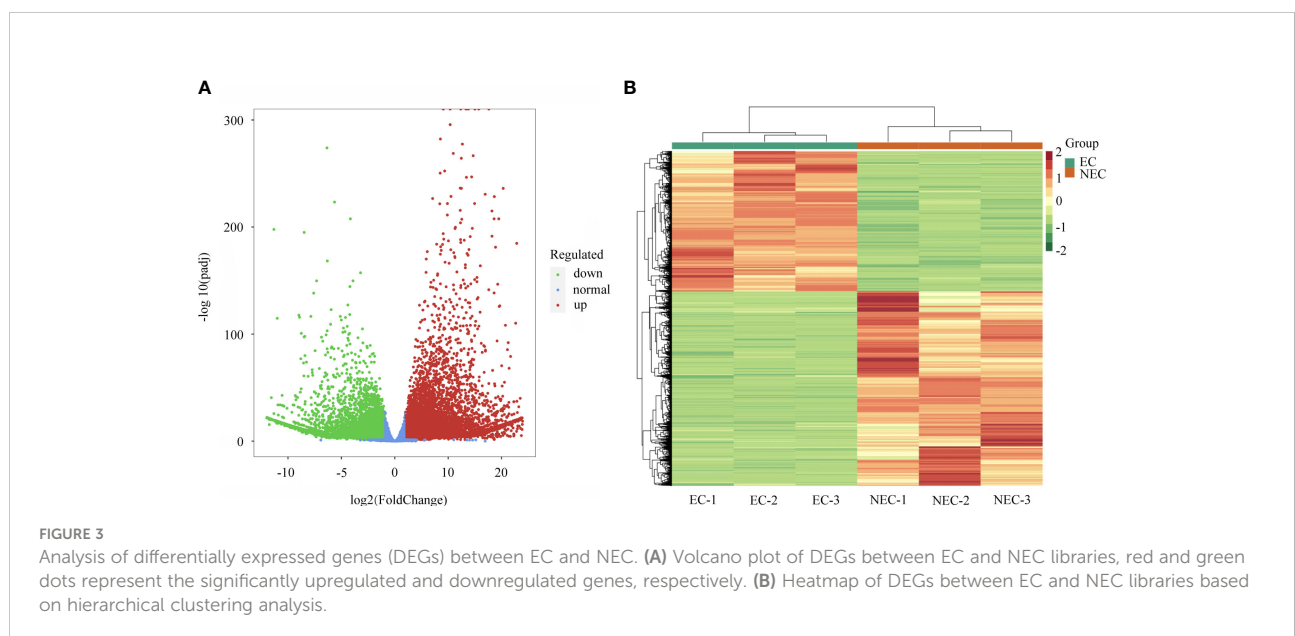 A
B
300
200
100
0
-log 10(padj)
-10
-5
0
5
10
20
log2(FoldChange)
Regulated
down
normal
up
Group
EC
NEC
2
1
0
-1
-2
EC-1
EC-2
EC-3
NEC-1
NEC-2
NEC-3
FIGURE 3
Analysis of differentially expressed genes (DEGs) between EC and NEC. (A) Volcano plot of DEGs between EC and NEC libraries, red and green
dots represent the significantly upregulated and downregulated genes, respectively. (B) Heatmap of DEGs between EC and NEC libraries based
on hierarchical clustering analysis.